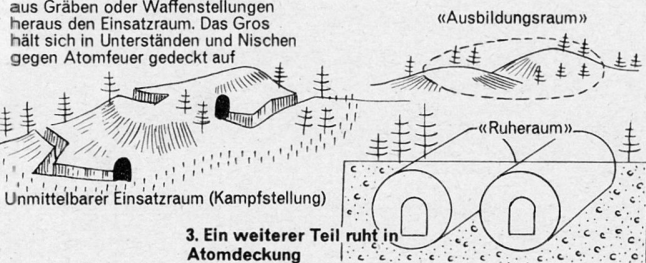 aus Gräben oder Waffenstellungen
heraus den Einsatzraum. Das Gros
hält sich in Unterständen und Nischen
gegen Atomfeuer gedeckt auf
«Ausbildungsraum»
«Ruheraum»
Unmittelbarer Einsatzraum (Kampfstellung)
3. Ein weiterer Teil ruht in
Atomdeckung